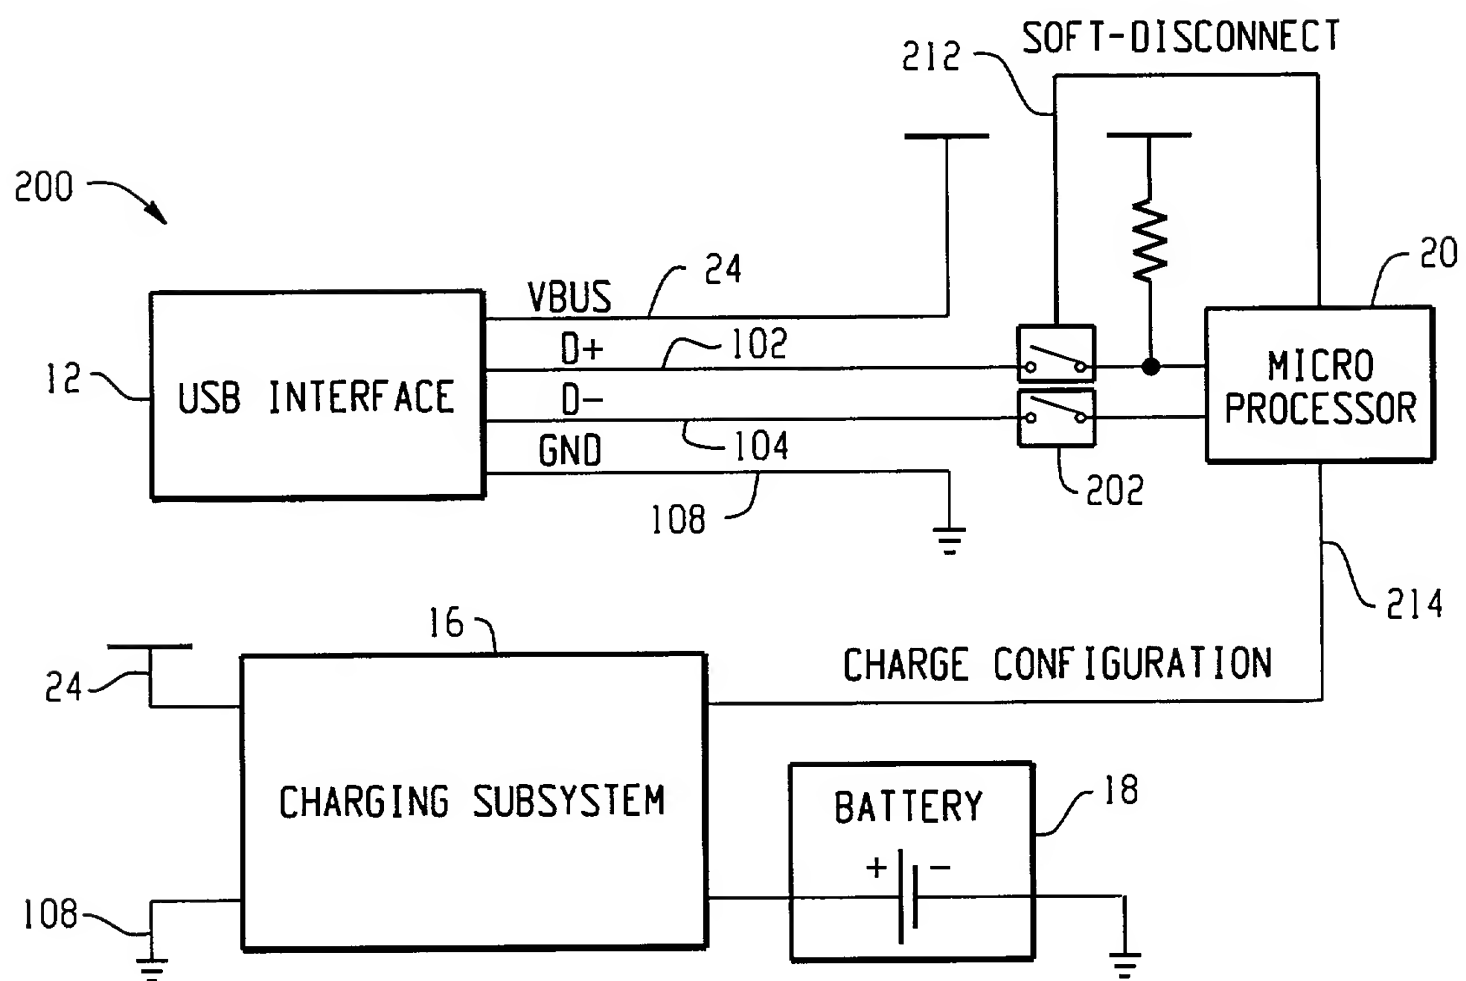 SOFT-DISCONNECT
212
200
20
24
VBUS
D+
102
12
USB INTERFACE
D-
104
GND
108
MICRO
PROCESSOR
202
214
16
24
CHARGE CONFIGURATION
CHARGING SUBSYSTEM
BATTERY
18
+ -
108